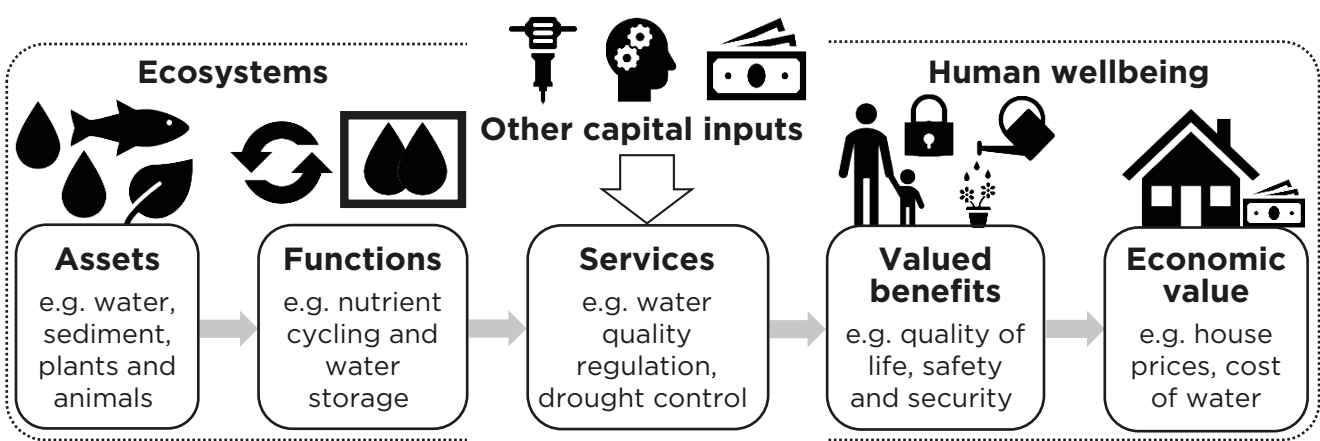 Ecosystems
Other capital inputs
Human wellbeing
Assets
e.g. water,
sediment,
plants and
animals
Functions
e.g. nutrient
cycling and
water
storage
Services
e.g. water
quality
regulation,
drought control
Valued
benefits
e.g. quality of
life, safety
and security
Economic
value
e.g. house
prices, cost
of water